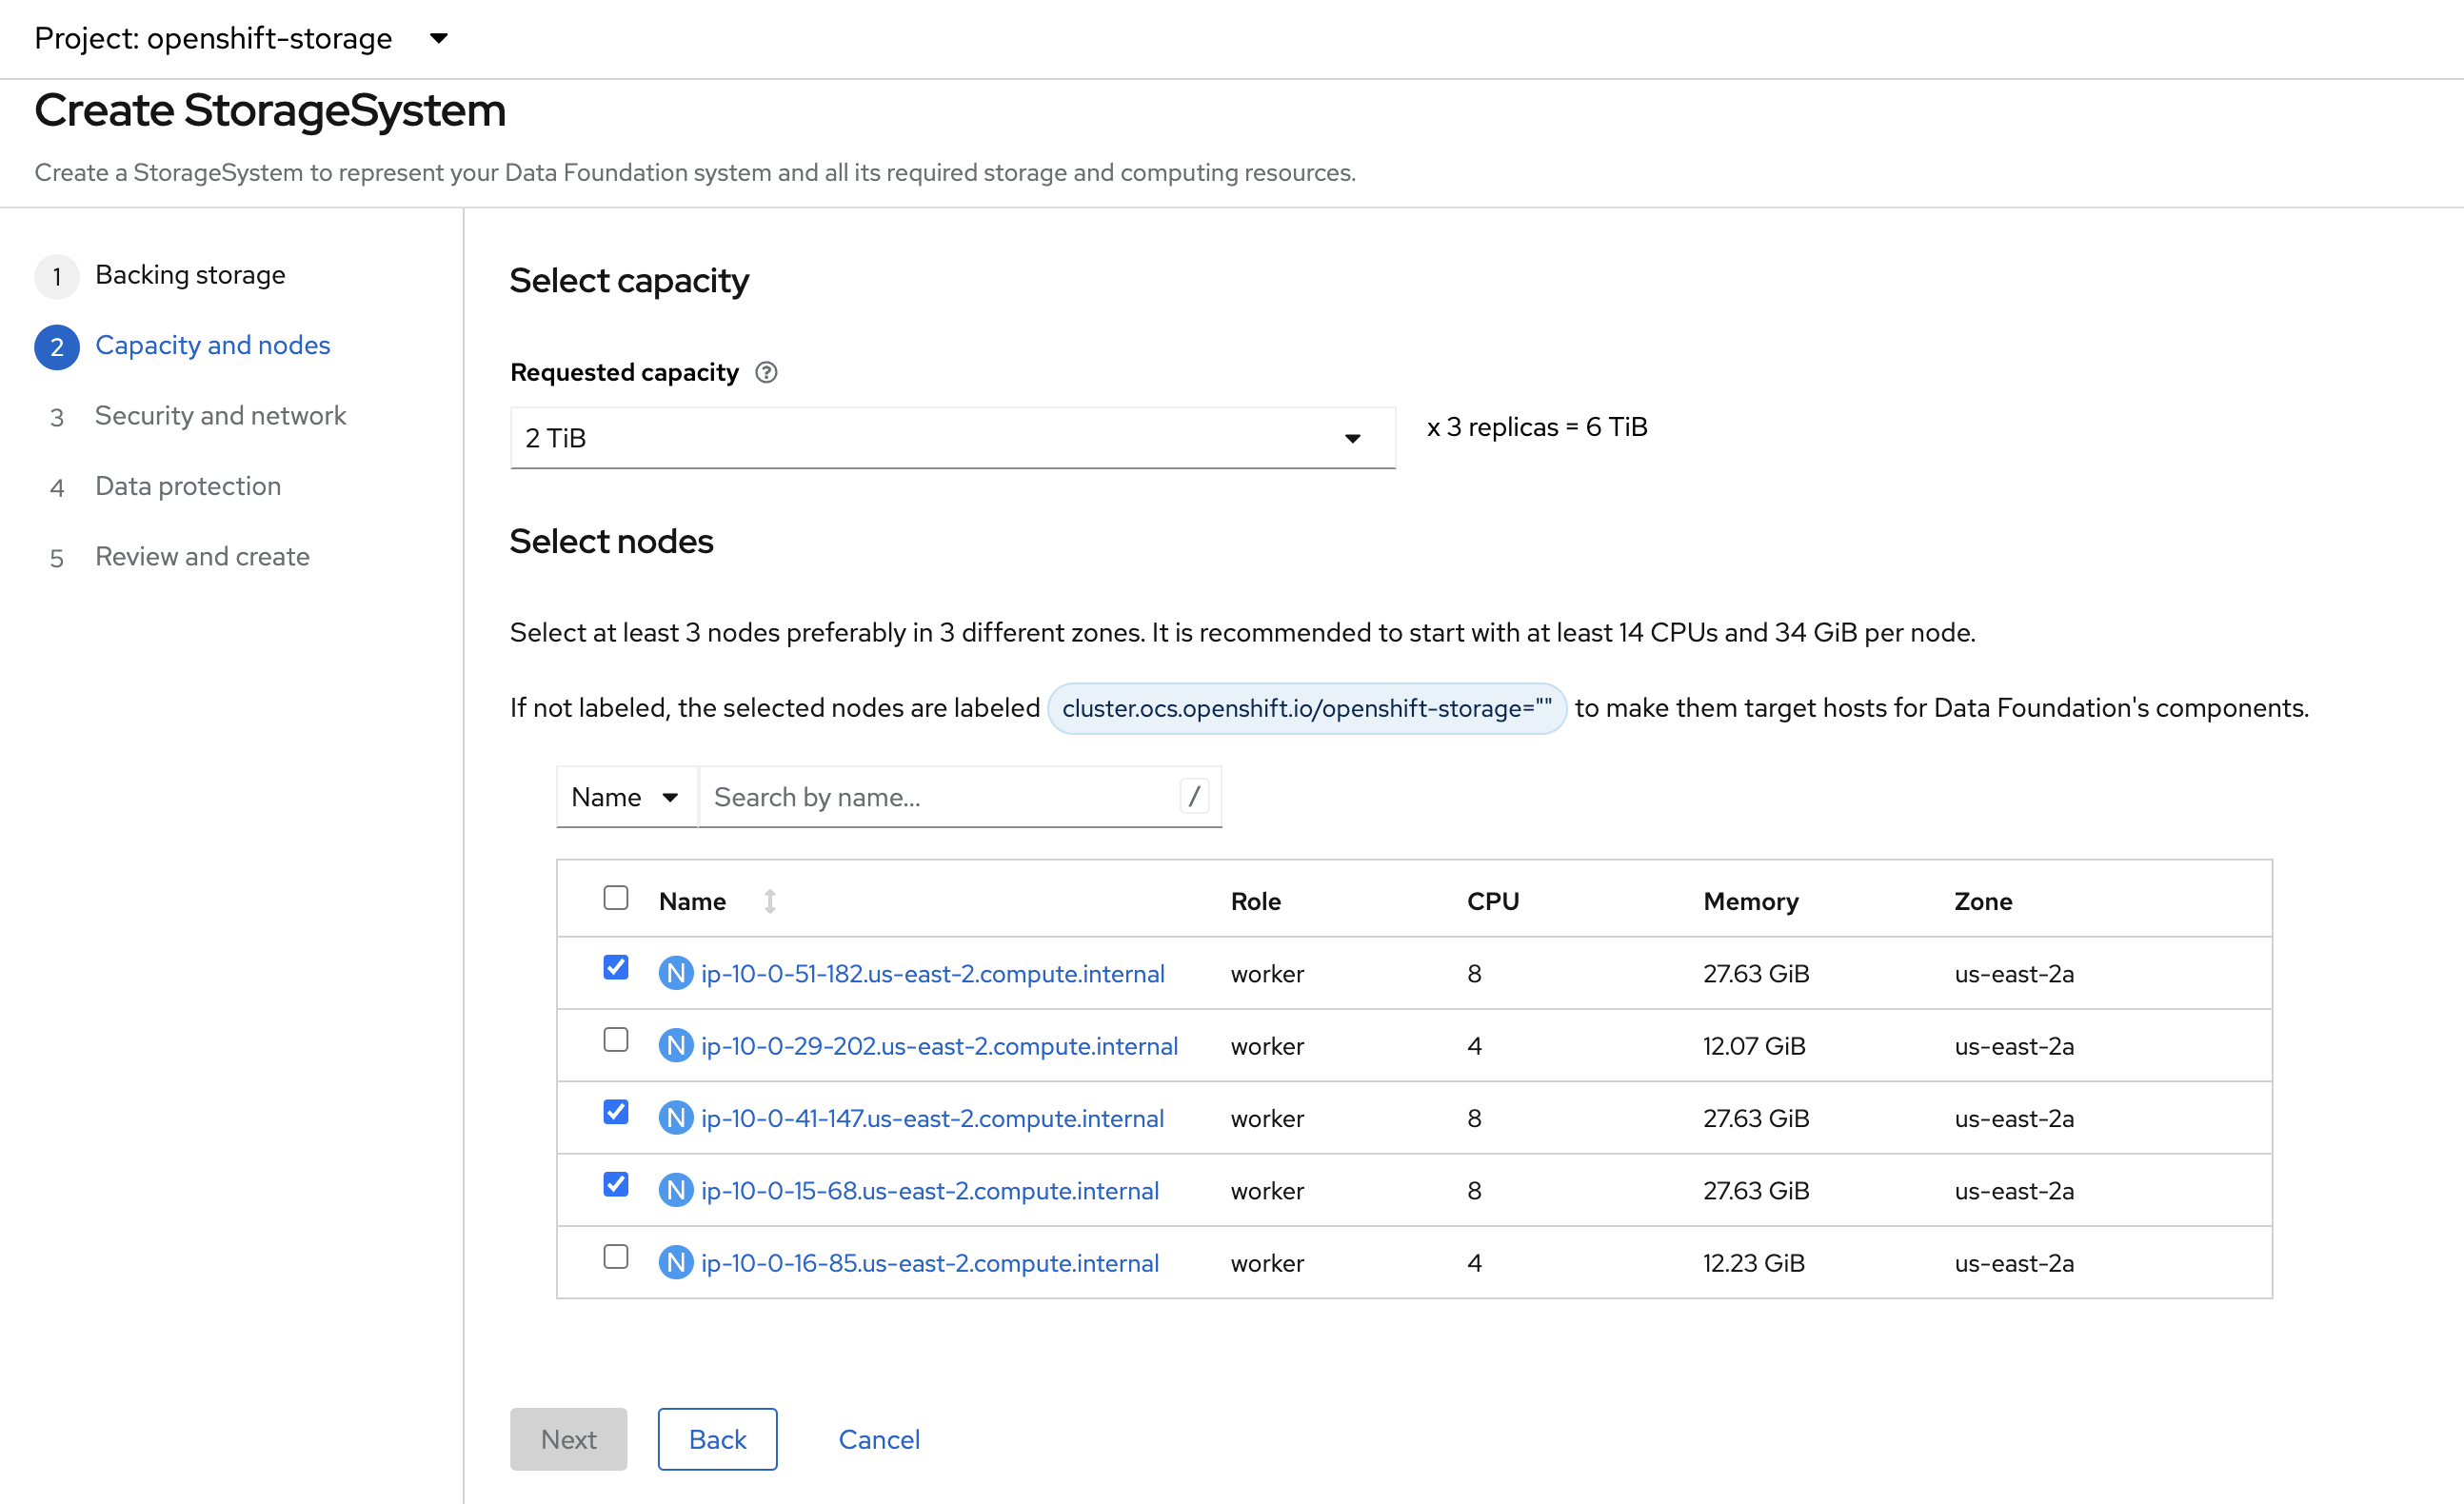 Project: openshift-storage
Create StorageSystem
Create a StorageSystem to represent your Data Foundation system and all its required storage and computing resources.
1 Backing storage
2 Capacity and nodes
3 Security and network
4 Data protection
5 Review and create
Select capacity
Requested capacity ?
2 TiB x 3 replicas = 6 TiB
Select nodes
Select at least 3 nodes preferably in 3 different zones. It is recommended to start with at least 14 CPUs and 34 GiB per node.
If not labeled, the selected nodes are labeled cluster.ocs.openshift.io/openshift-storage="" to make them target hosts for Data Foundation's components.
Name Search by name... /
Name Role CPU Memory Zone
N ip-10-0-51-182.us-east-2.compute.internal worker 8 27.63 GiB us-east-2a
N ip-10-0-29-202.us-east-2.compute.internal worker 4 12.07 GiB us-east-2a
N ip-10-0-41-147.us-east-2.compute.internal worker 8 27.63 GiB us-east-2a
N ip-10-0-15-68.us-east-2.compute.internal worker 8 27.63 GiB us-east-2a
N ip-10-0-16-85.us-east-2.compute.internal worker 4 12.23 GiB us-east-2a
Next Back Cancel